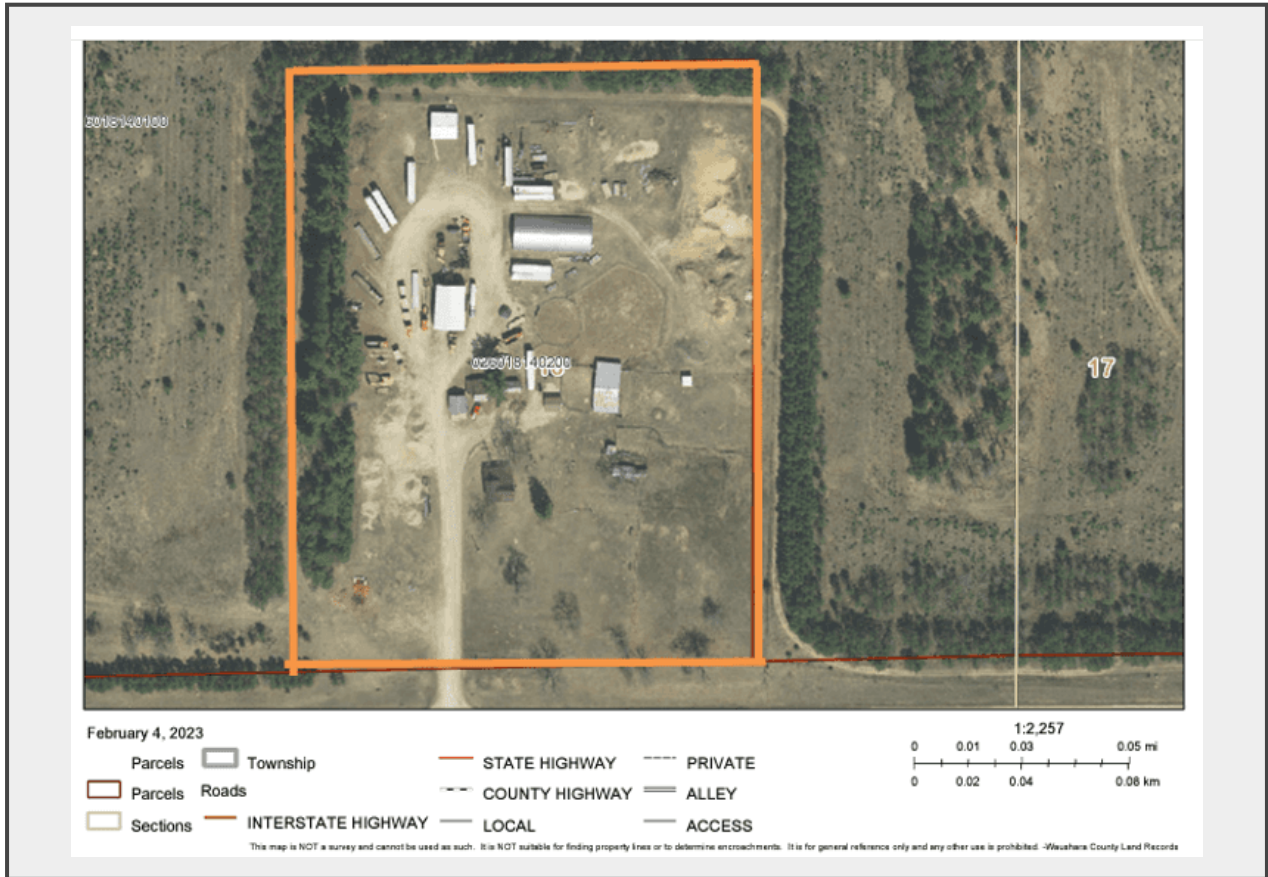 6018140100
026018140200
17
February 4, 2023
1:2,257
Parcels
Township
STATE HIGHWAY
PRIVATE
0 0.01 0.03 0.05 mi
Parcels
Roads
COUNTY HIGHWAY
ALLEY
0 0.02 0.04 0.08 km
Sections
INTERSTATE HIGHWAY
LOCAL
ACCESS
This map is NOT a survey and cannot be used as such. It is NOT suitable for finding property lines or to determine encroachments. It is for general reference only and any other use is prohibited. -Waushara County Land Records